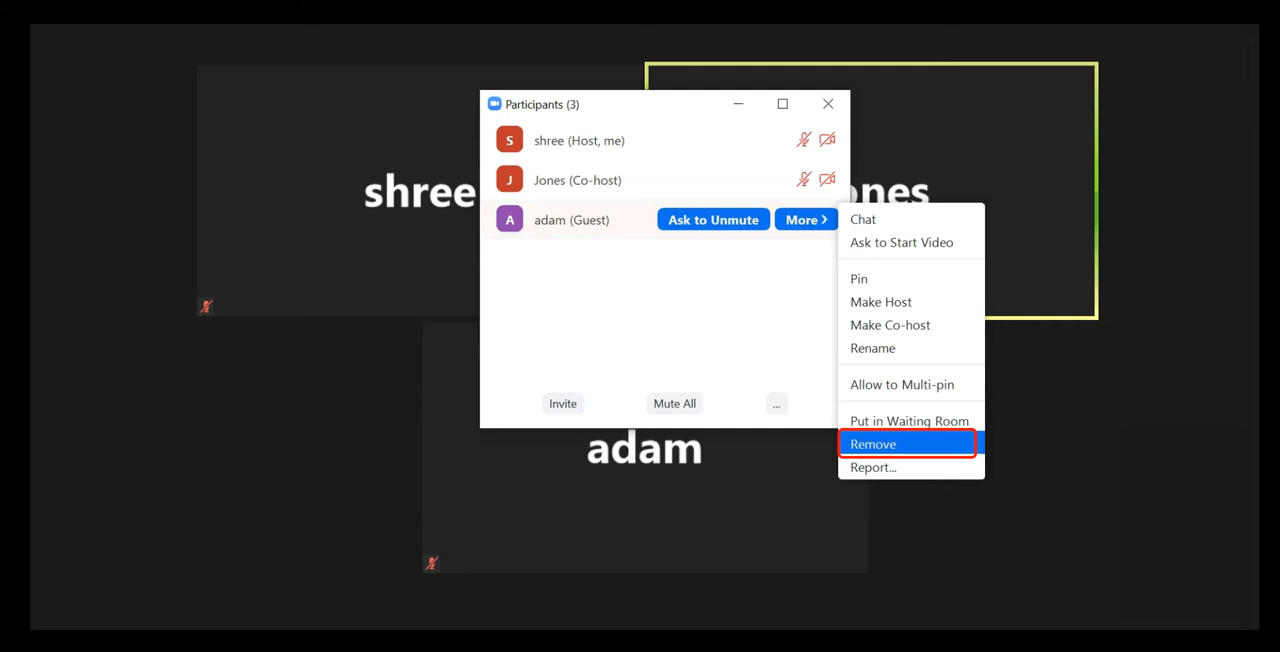 Participants (3)
S shree (Host, me)
J Jones (Co-host)
A adam (Guest) Ask to Unmute More >
Invite Mute All ...
Chat
Ask to Start Video
Pin
Make Host
Make Co-host
Rename
Allow to Multi-pin
Put in Waiting Room
Remove
Report...
shree
ones
adam